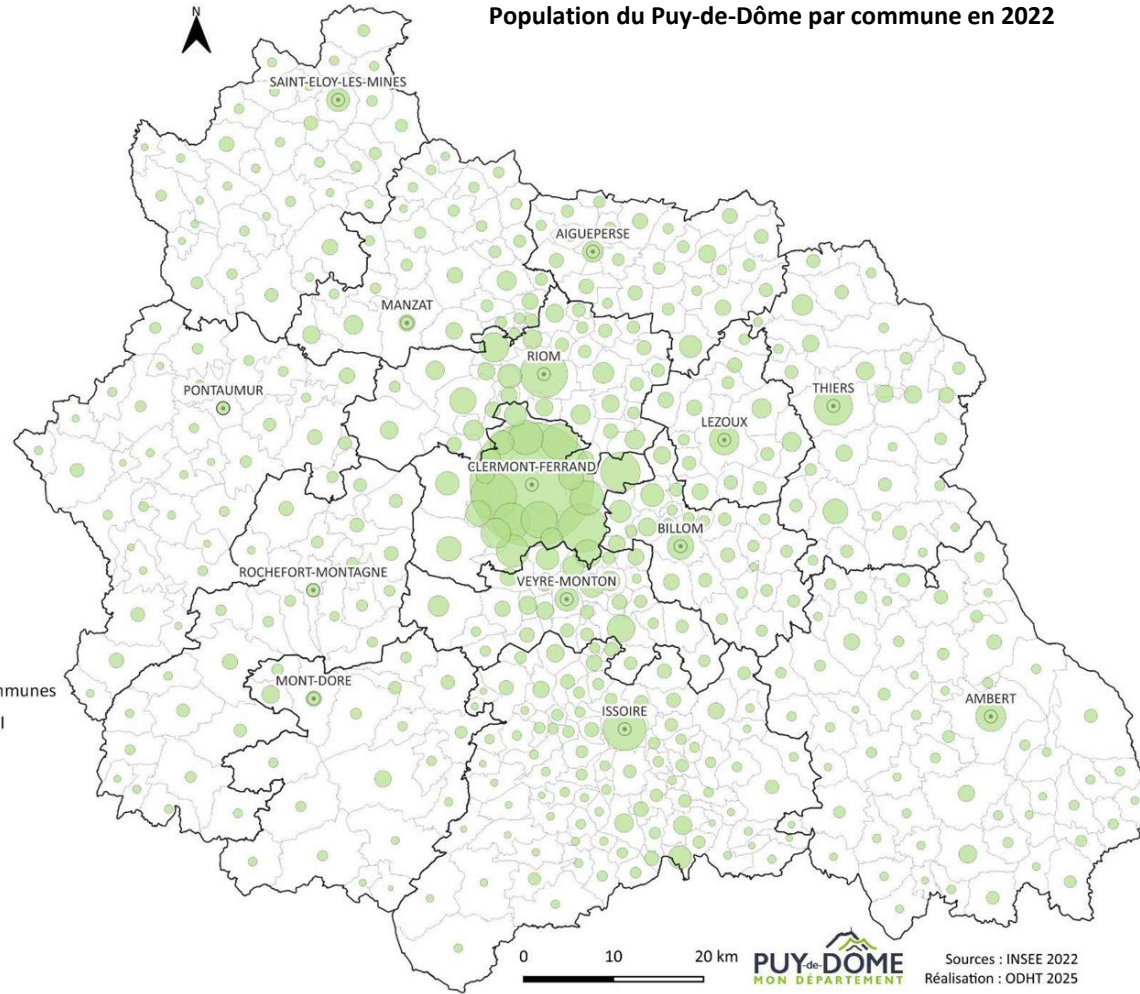 Population du Puy-de-Dôme par commune en 2022
N
SAINT-ELOY-LES-MINES
AIGUEPERSE
MANZAT
RIOM
PONTAUMUR
THIERS
LEZOUX
CLERMONT-FERRAND
BILLOM
ROCHEFORT-MONTAGNE
VEYRE-MONTON
MONT-DORE
ISSOIRE
AMBERT
0 10 20 km
PUY-de-DÔME
MON DÉPARTEMENT
Sources : INSEE 2022
Réalisation : ODHT 2025